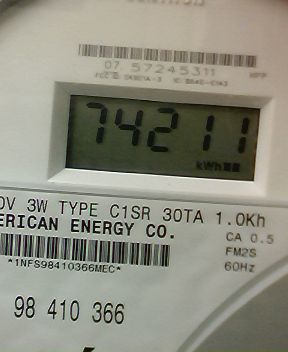 07 57245311
74211
kWh
0V 3W TYPE C1SR 30TA 1.0Kh
ERICAN ENERGY CO.
CA 0.5
FM2S
*1NFS98410366MEC*
60Hz
98 410 366